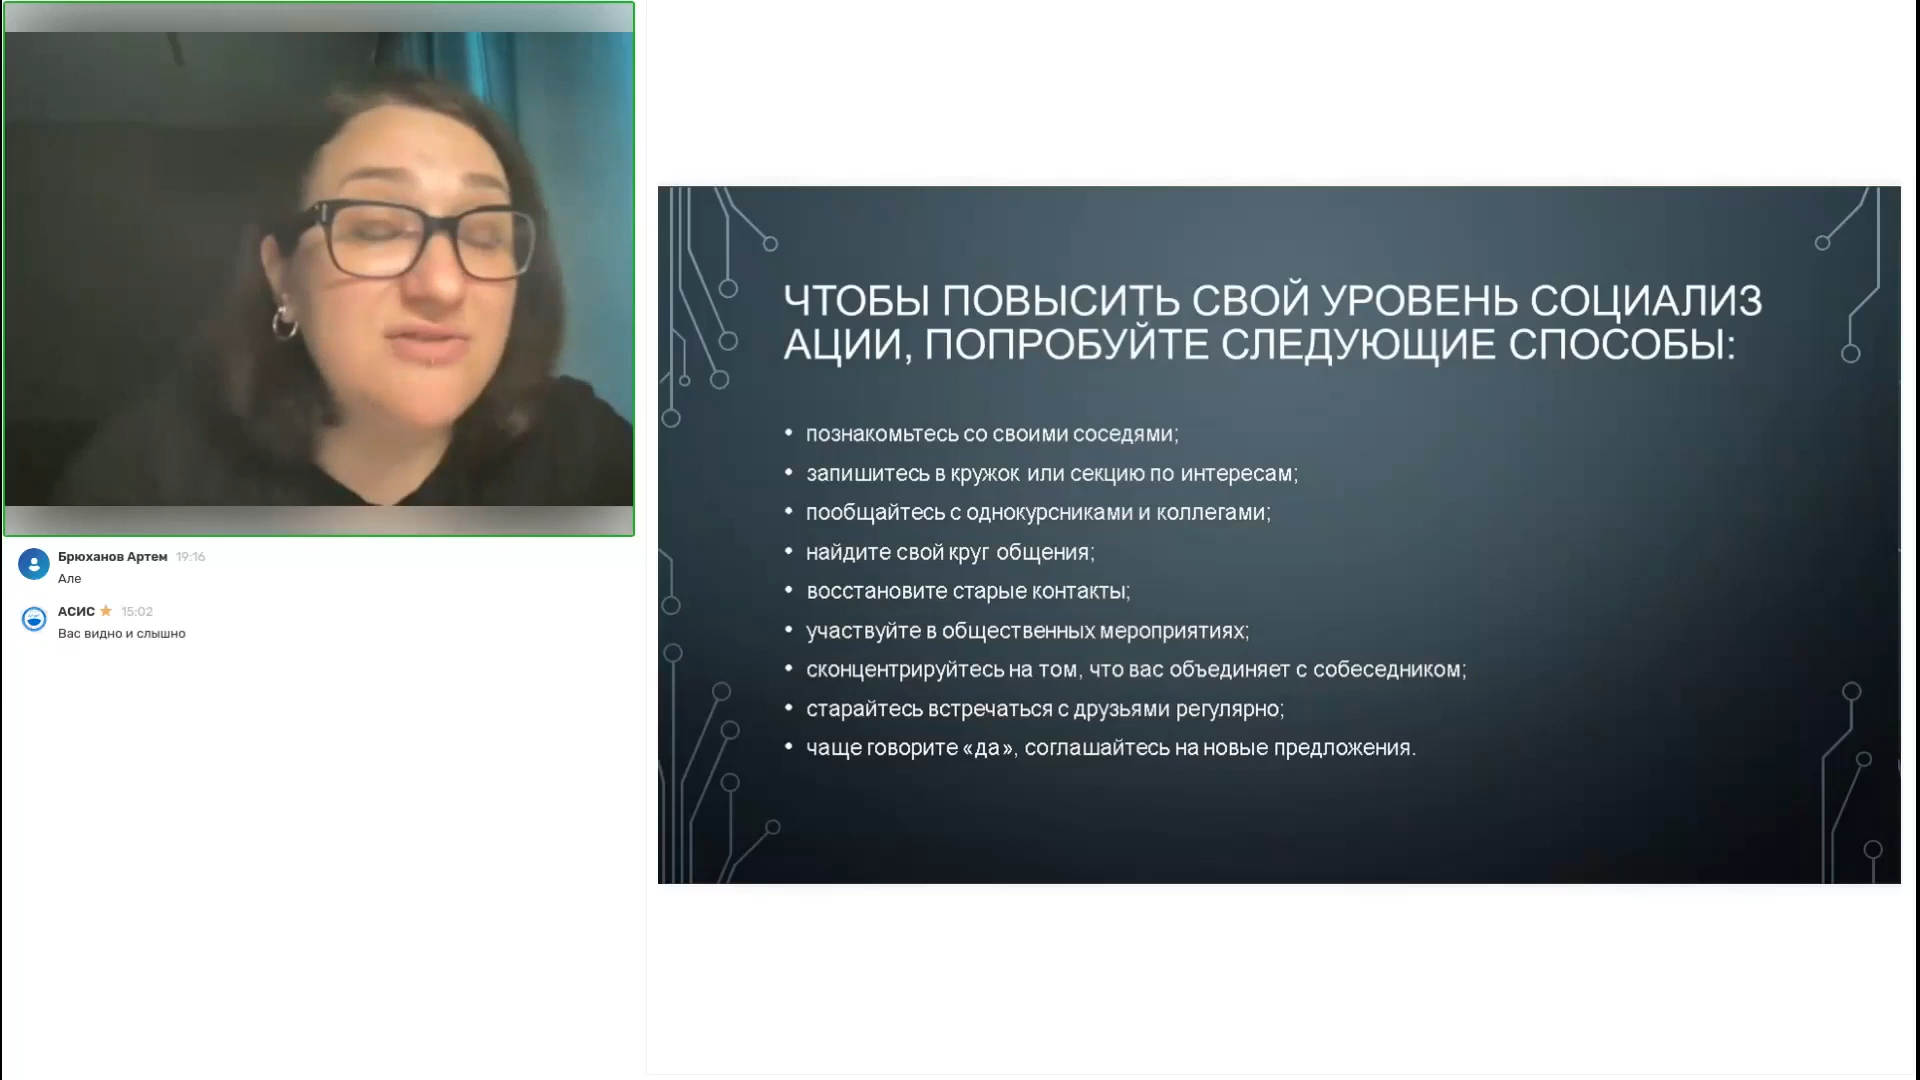 Брюханов Артем 19:16
Але
АСИС 15:02
Вас видно и слышно
ЧТОБЫ ПОВЫСИТЬ СВОЙ УРОВЕНЬ СОЦИАЛИЗ
АЦИИ, ПОПРОБУЙТЕ СЛЕДУЮЩИЕ СПОСОБЫ:
• познакомьтесь со своими соседями;
• запишитесь в кружок или секцию по интересам;
• пообщайтесь с однокурсниками и коллегами;
• найдите свой круг общения;
• восстановите старые контакты;
• участвуйте в общественных мероприятиях;
• сконцентрируйтесь на том, что вас объединяет с собеседником;
• старайтесь встречаться с друзьями регулярно;
• чаще говорите «да», соглашайтесь на новые предложения.